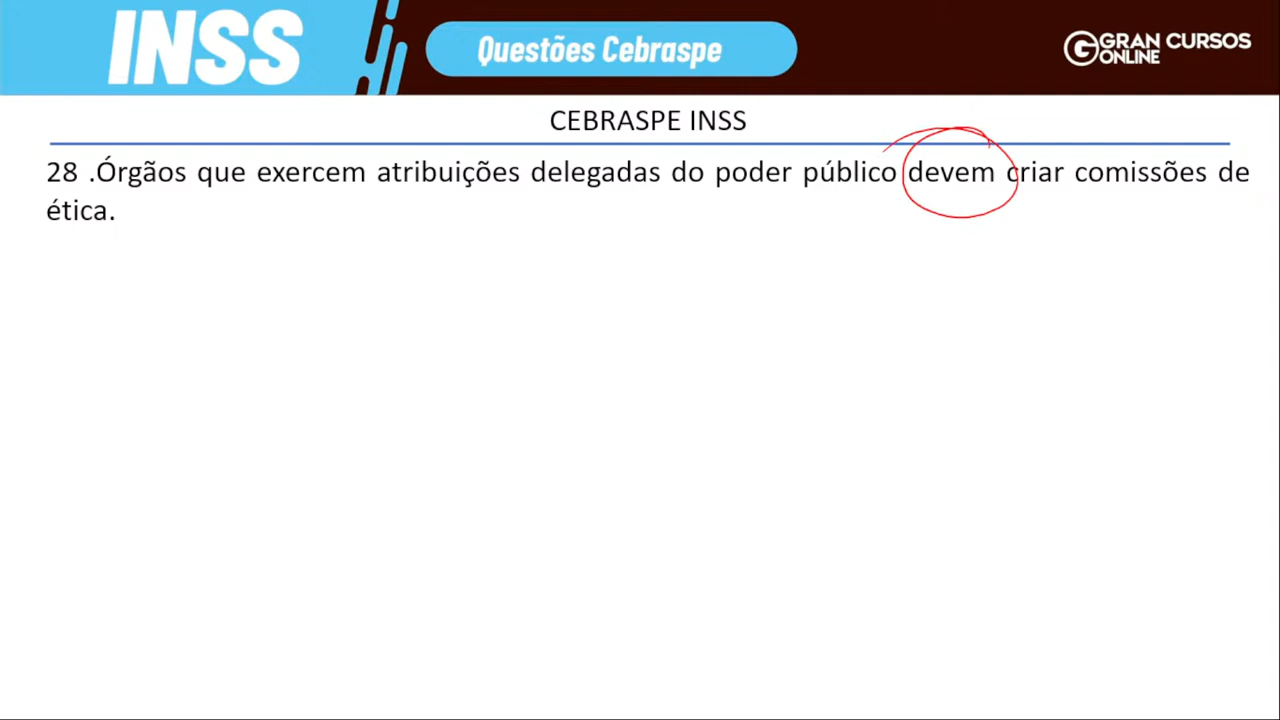 INSS
Questões Cebraspe
GRAN CURSOS
ONLINE
CEBRASPE INSS
28 .Órgãos que exercem atribuições delegadas do poder público devem criar comissões de
ética.